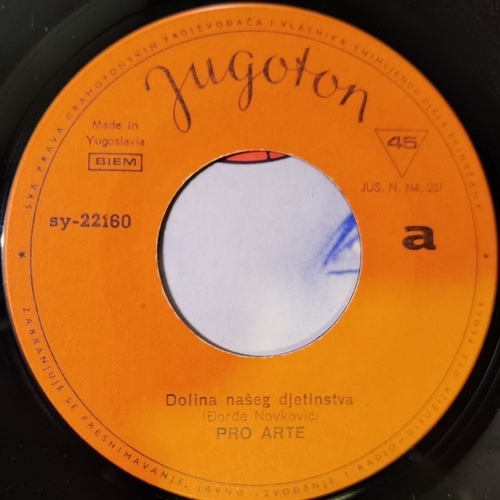 SVA PRAVA GRAMOFONSKIH PROIZVOĐAČA I VLASNIKA SNIMLJENOG DJELA PRIDRŽANA
Jugoton
Made in
Yugoslavia
BIEM
45
JUS. N. N4. 201
sy-22160
a
Dolina našeg djetinstva
(Đorđe Novković)
PRO ARTE
ZABRANJUJE SE PRESNIMAVANJE, JAVNO IZVOĐENJE I RADIO-DIFUZIJA OVE PLOČE